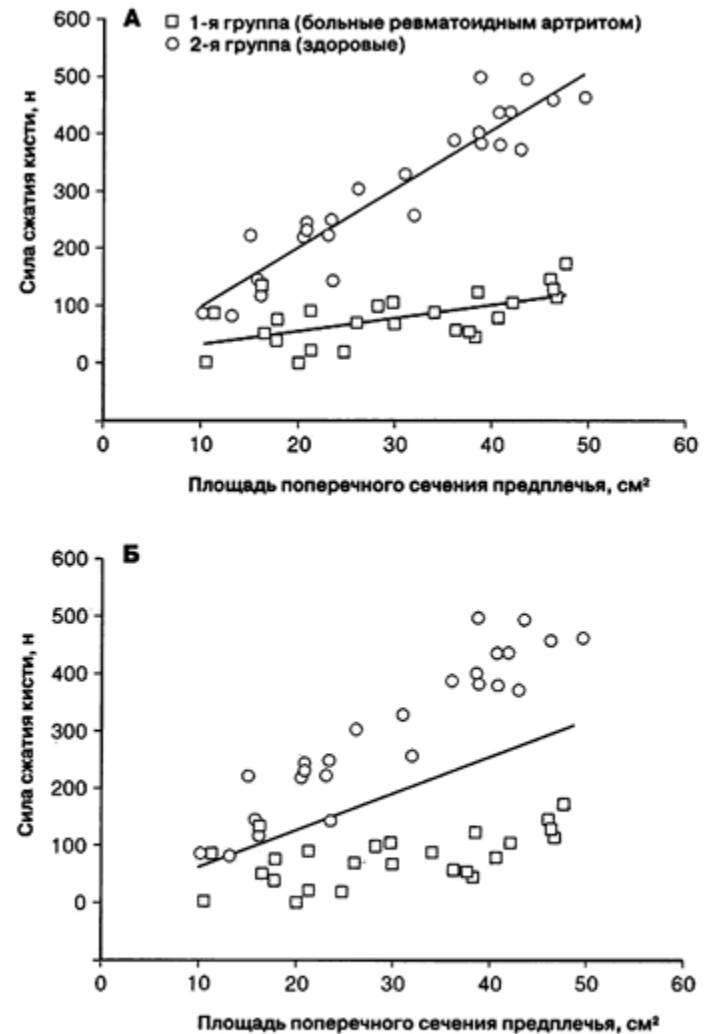 А
□ 1-я группа (больные ревматоидным артритом)
○ 2-я группа (здоровые)
Сила сжатия кисти, н
600
500
400
300
200
100
0
0 10 20 30 40 50 60
Площадь поперечного сечения предплечья, см²
Б
Сила сжатия кисти, н
600
500
400
300
200
100
0
0 10 20 30 40 50 60
Площадь поперечного сечения предплечья, см²